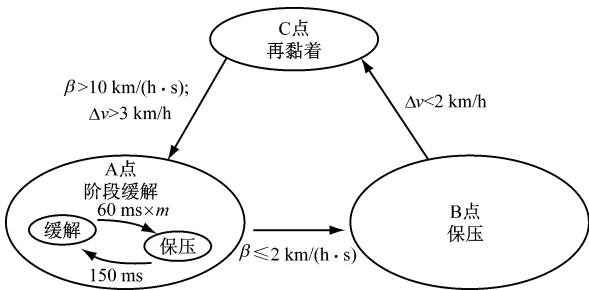 C点
再黏着
β>10 km/(h·s);
Δv>3 km/h
Δv<2 km/h
A点
阶段缓解
60 ms×m
缓解
保压
150 ms
β≤2 km/(h·s)
B点
保压